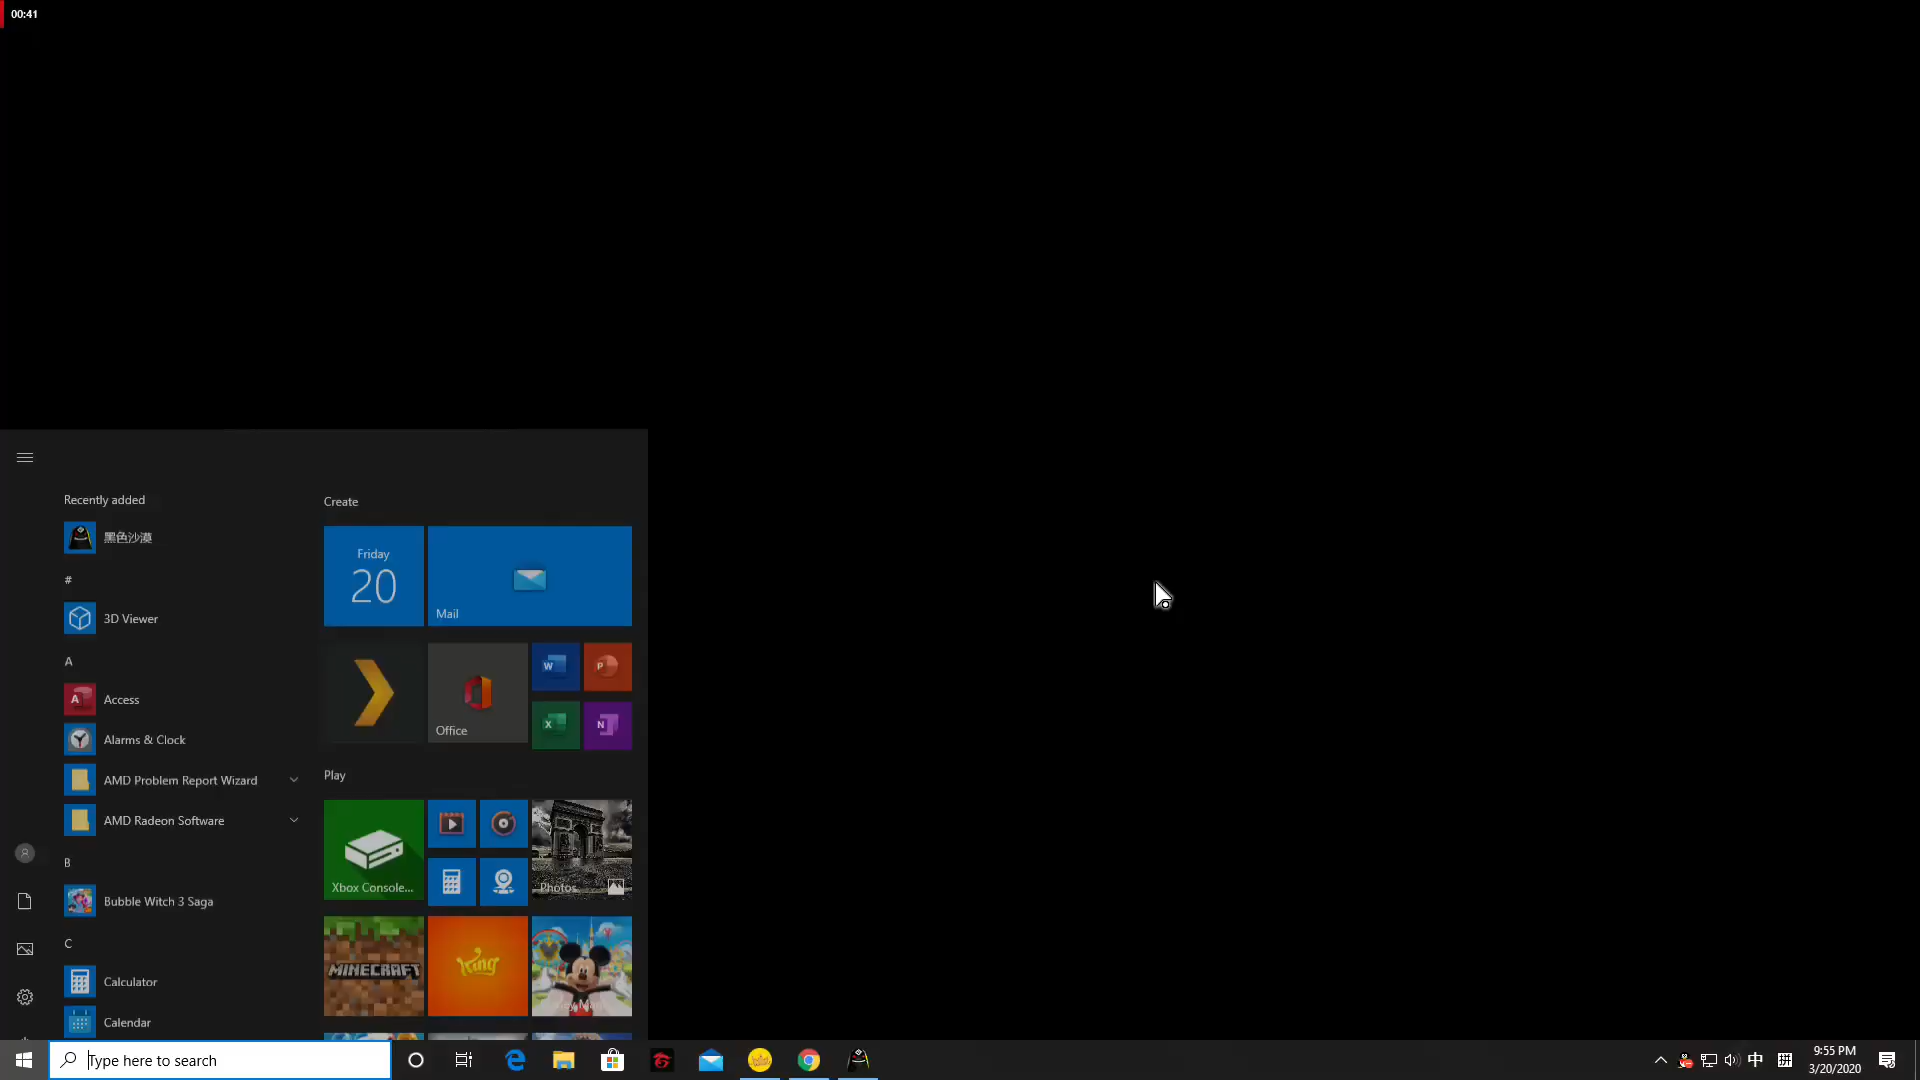 00:41
Recently added
黑色沙漠
#
3D Viewer
A
Access
Alarms & Clock
AMD Problem Report Wizard
AMD Radeon Software
B
Bubble Witch 3 Saga
C
Calculator
Calendar
Create
Friday
20
Mail
Office
Play
Xbox Console...
Photos
MINECRAFT
King
Type here to search
中
9:55 PM
3/20/2020